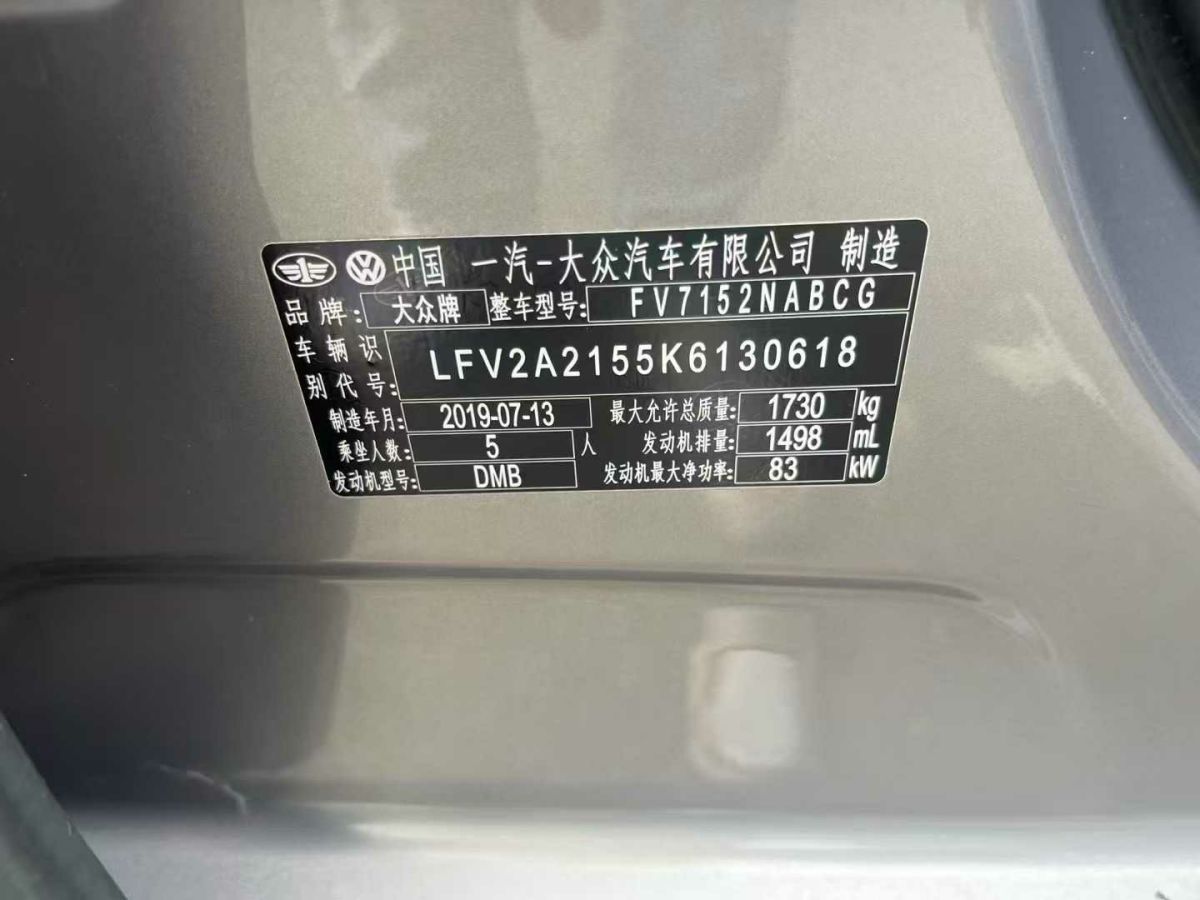 中国 一汽-大众汽车有限公司 制造
品牌: 大众牌 整车型号: FV7152NABCG
车辆识
别代号: LFV2A2155K6130618
制造年月: 2019-07-13 最大允许总质量: 1730 kg
乘坐人数: 5 人 发动机排量: 1498 mL
发动机型号: DMB 发动机最大净功率: 83 kW